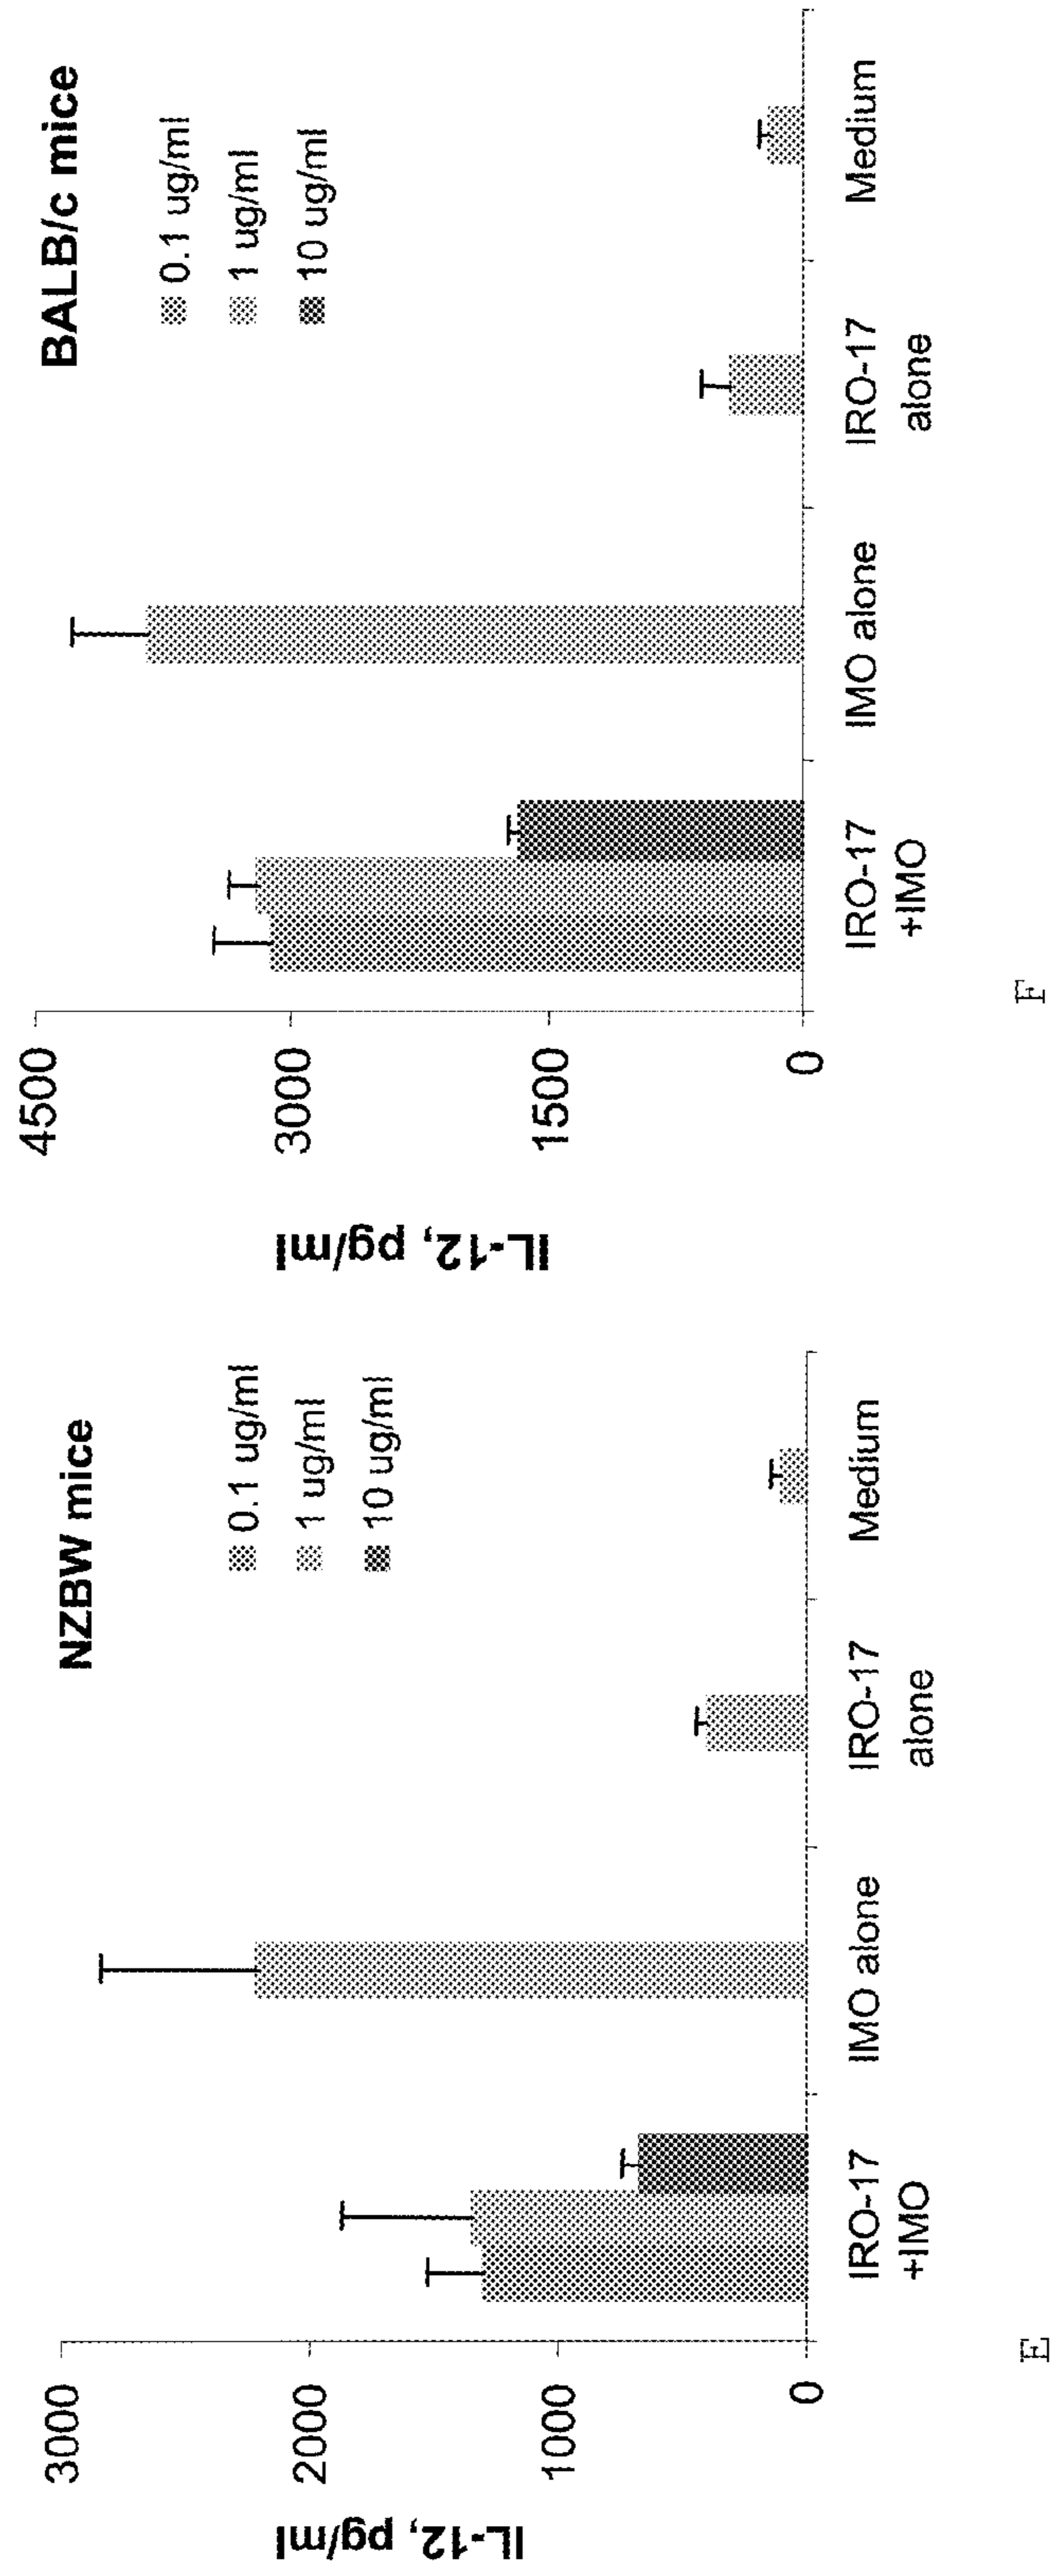 NZBW mice
0.1 ug/ml
1 ug/ml
10 ug/ml
IL-12, pg/ml
3000
2000
1000
0
IRO-17
+IMO
IMO alone
IRO-17
alone
Medium
E
BALB/c mice
0.1 ug/ml
1 ug/ml
10 ug/ml
IL-12, pg/ml
4500
3000
1500
0
IRO-17
+IMO
IMO alone
IRO-17
alone
Medium
F